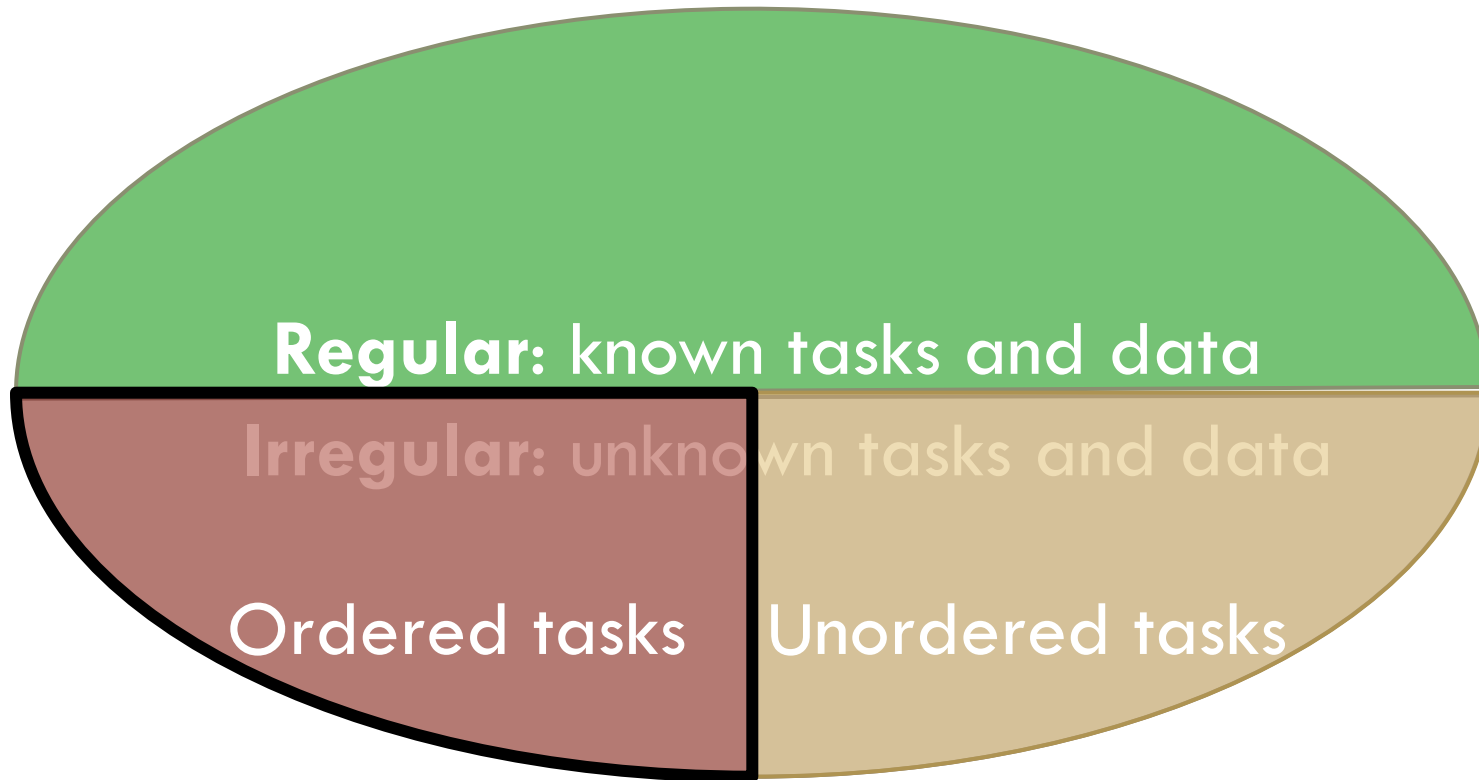 Regular: known tasks and data
Irregular: unknown tasks and data
Ordered tasks
Unordered tasks